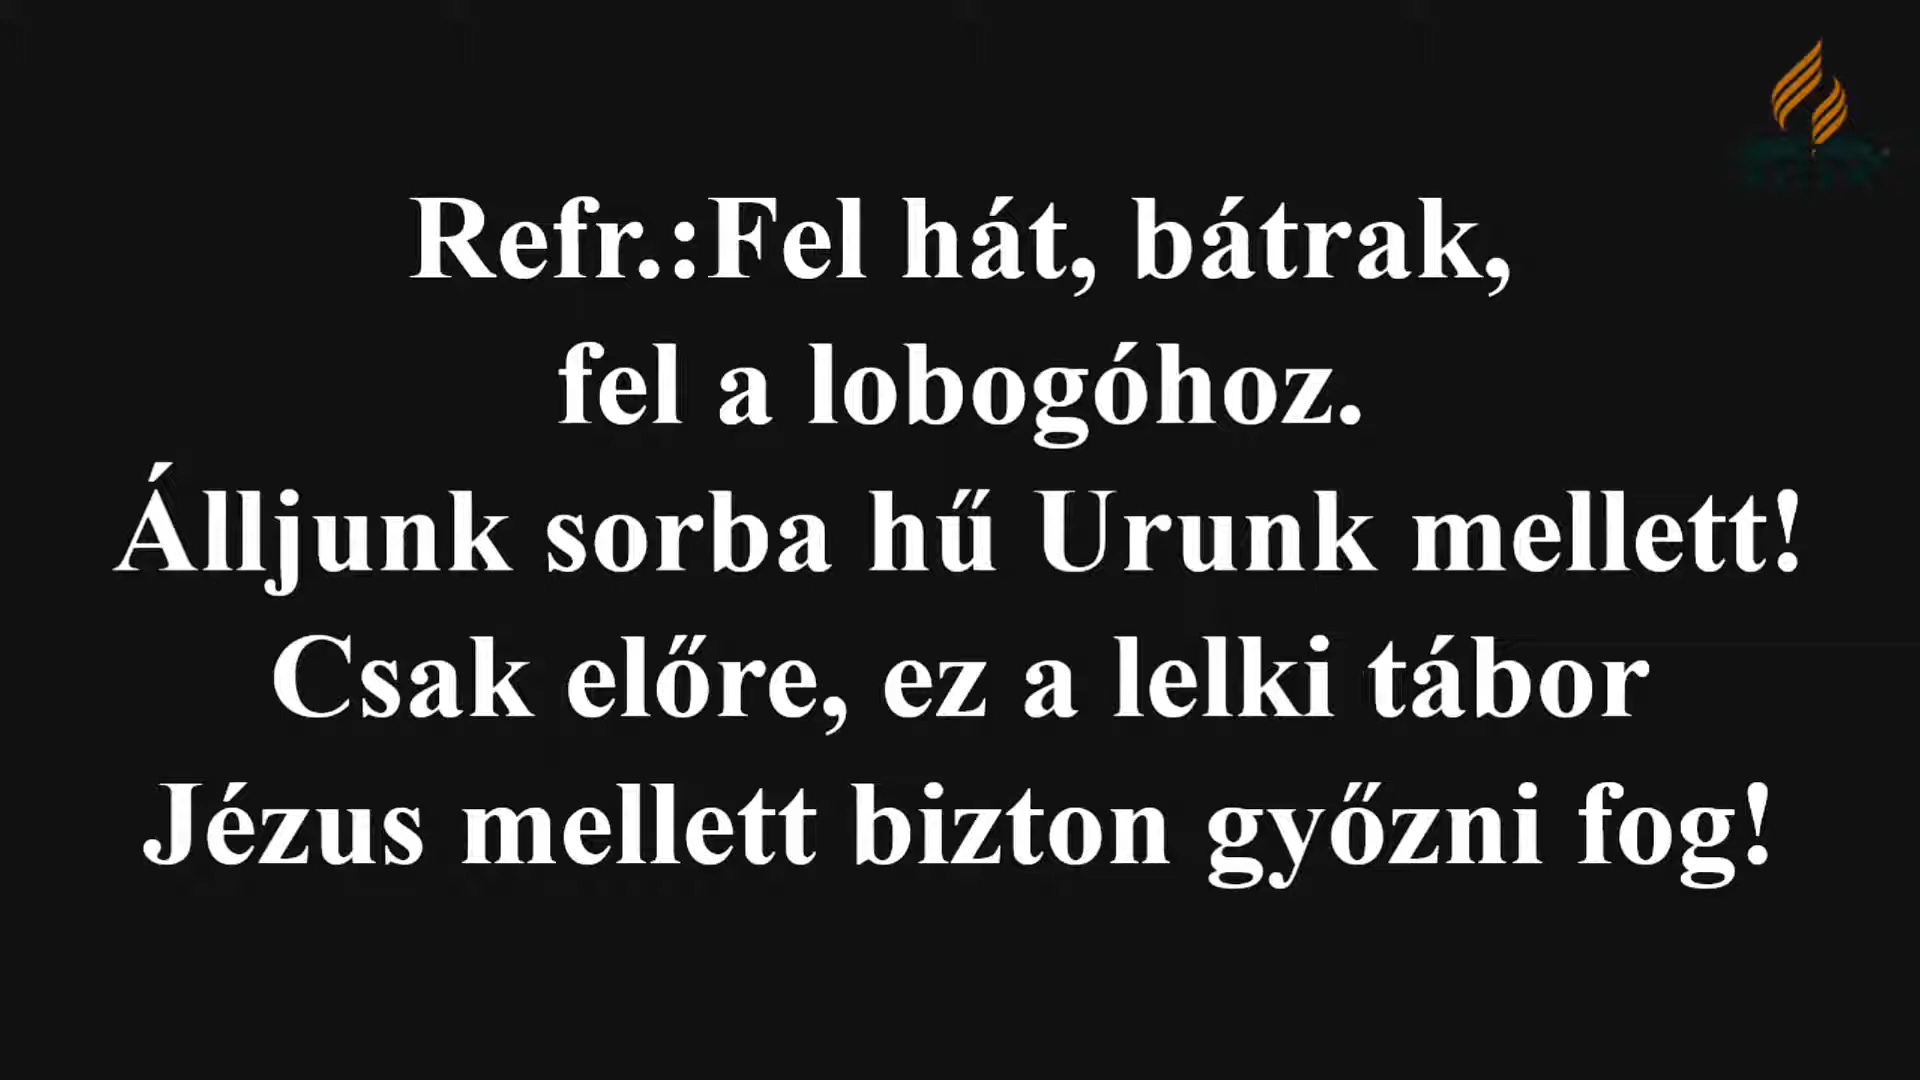 Refr.:Fel hát, bátrak,
fel a lobogóhoz.
Álljunk sorba hű Urunk mellett!
Csak előre, ez a lelki tábor
Jézus mellett bizton győzni fog!